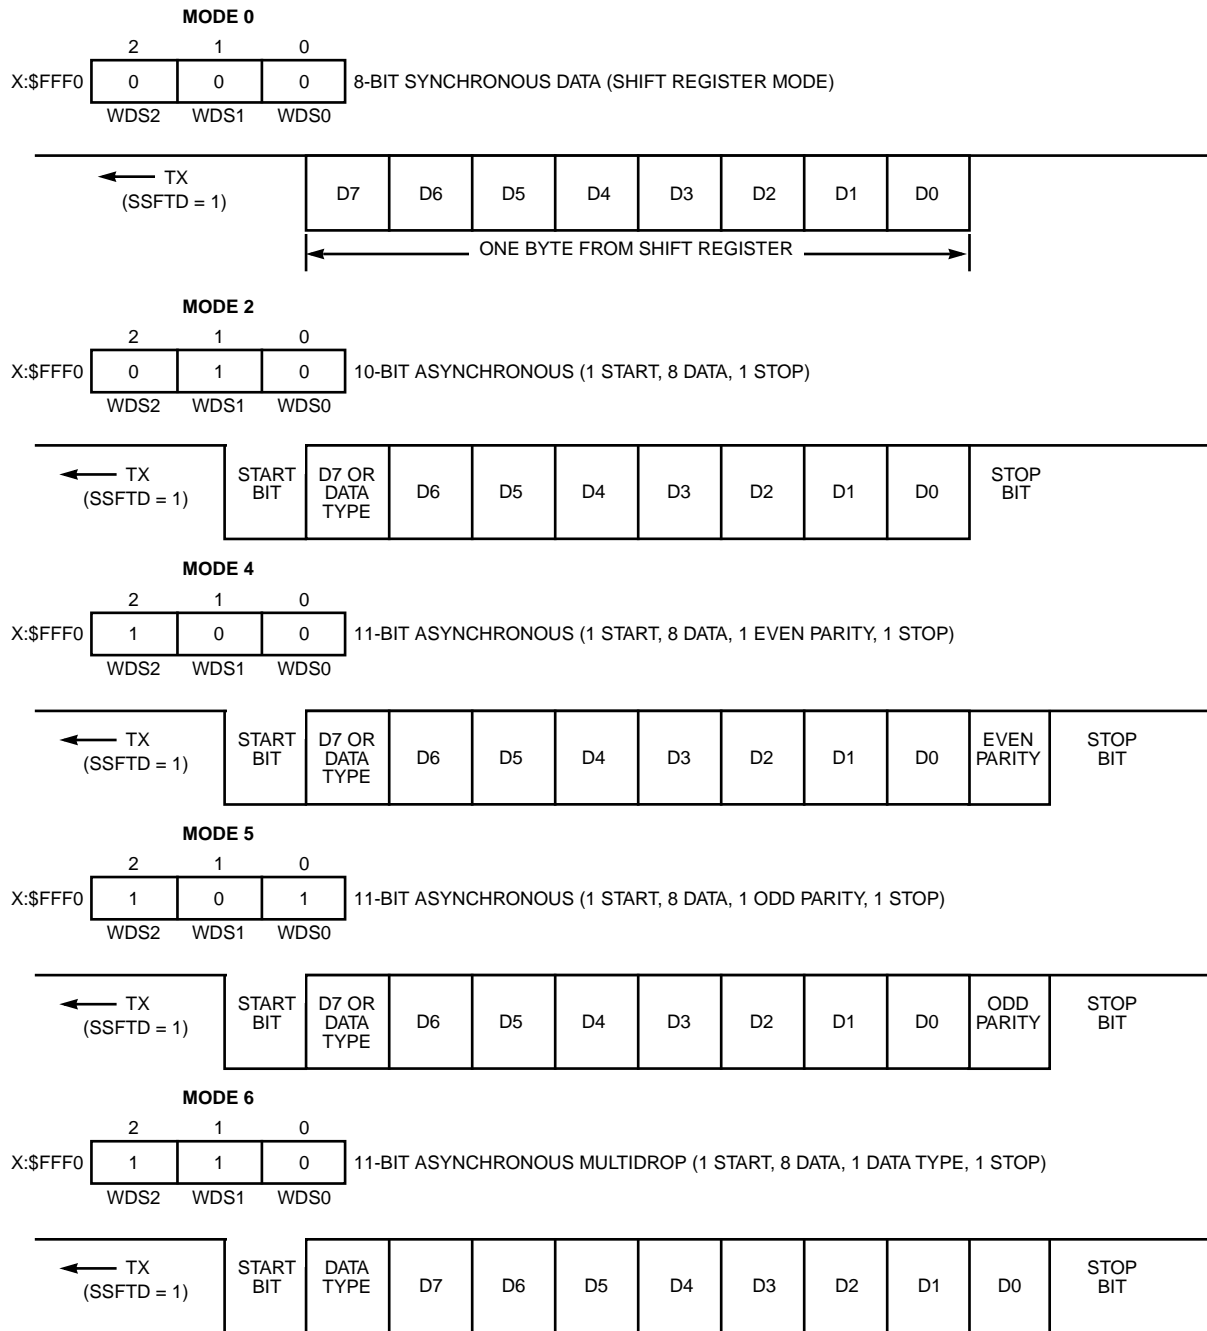 MODE 0
2 1 0
X:$FFF0 0 0 0 8-BIT SYNCHRONOUS DATA (SHIFT REGISTER MODE)
WDS2 WDS1 WDS0
TX
(SSFTD = 1)
D7 D6 D5 D4 D3 D2 D1 D0
ONE BYTE FROM SHIFT REGISTER
MODE 2
2 1 0
X:$FFF0 0 1 0 10-BIT ASYNCHRONOUS (1 START, 8 DATA, 1 STOP)
WDS2 WDS1 WDS0
TX
(SSFTD = 1)
START
BIT
D7 OR
DATA
TYPE
D6 D5 D4 D3 D2 D1 D0
STOP
BIT
MODE 4
2 1 0
X:$FFF0 1 0 0 11-BIT ASYNCHRONOUS (1 START, 8 DATA, 1 EVEN PARITY, 1 STOP)
WDS2 WDS1 WDS0
TX
(SSFTD = 1)
START
BIT
D7 OR
DATA
TYPE
D6 D5 D4 D3 D2 D1 D0
EVEN
PARITY
STOP
BIT
MODE 5
2 1 0
X:$FFF0 1 0 1 11-BIT ASYNCHRONOUS (1 START, 8 DATA, 1 ODD PARITY, 1 STOP)
WDS2 WDS1 WDS0
TX
(SSFTD = 1)
START
BIT
D7 OR
DATA
TYPE
D6 D5 D4 D3 D2 D1 D0
ODD
PARITY
STOP
BIT
MODE 6
2 1 0
X:$FFF0 1 1 0 11-BIT ASYNCHRONOUS MULTIDROP (1 START, 8 DATA, 1 DATA TYPE, 1 STOP)
WDS2 WDS1 WDS0
TX
(SSFTD = 1)
START
BIT
DATA
TYPE
D7 D6 D5 D4 D3 D2 D1 D0
STOP
BIT